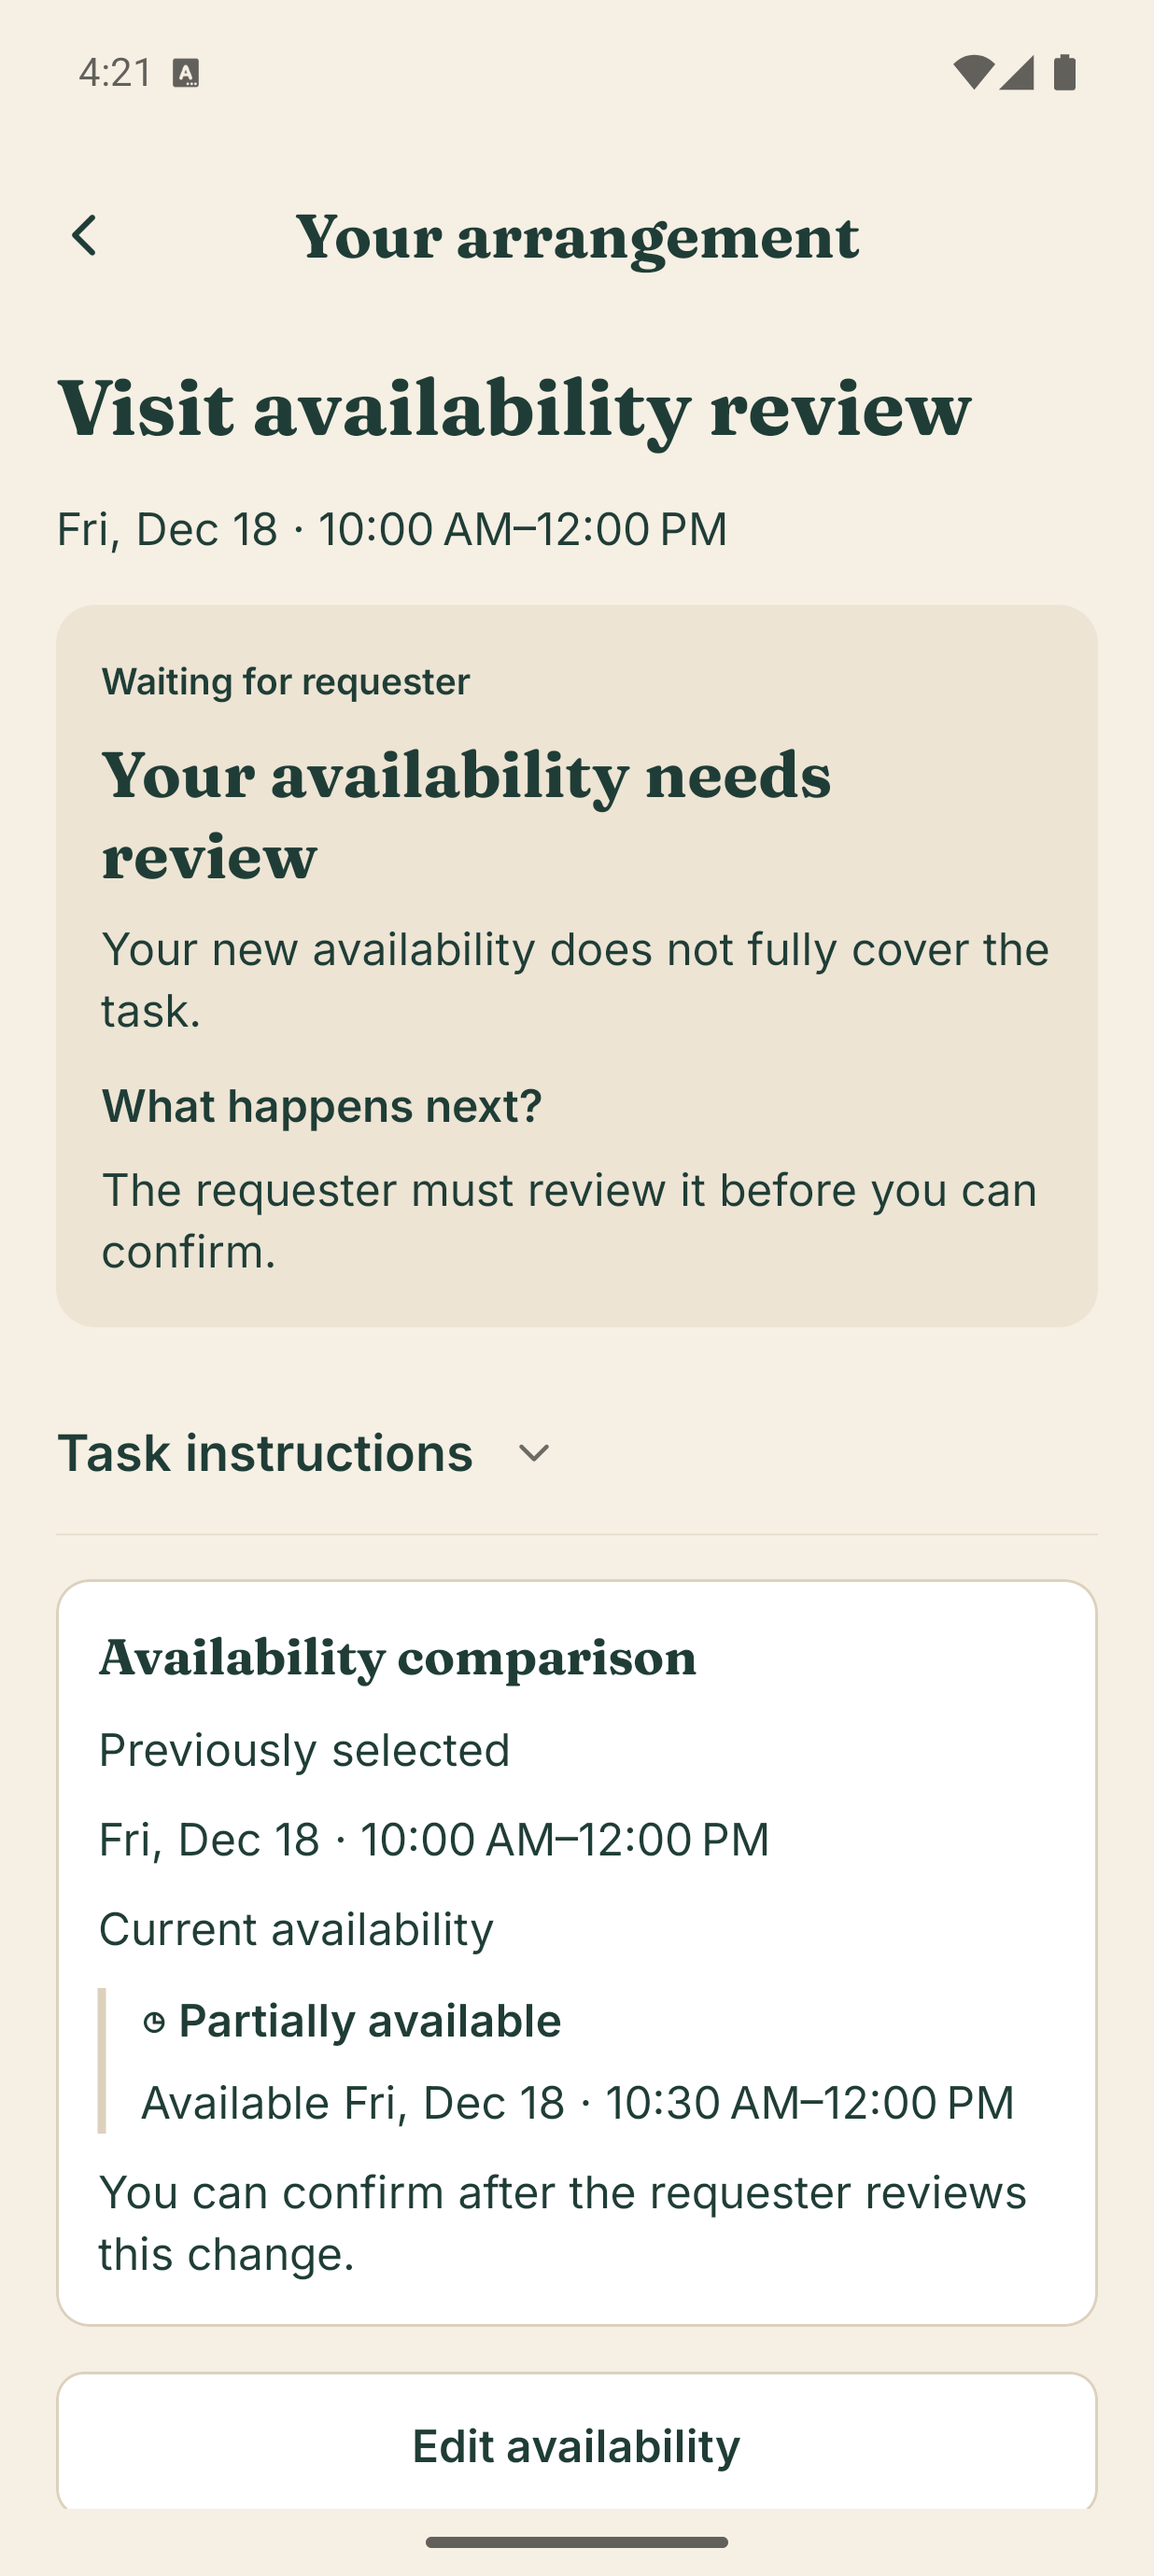 4:21
Your arrangement
Visit availability review
Fri, Dec 18 · 10:00 AM–12:00 PM
Waiting for requester
Your availability needs
review
Your new availability does not fully cover the
task.
What happens next?
The requester must review it before you can
confirm.
Task instructions
Availability comparison
Previously selected
Fri, Dec 18 · 10:00 AM–12:00 PM
Current availability
Partially available
Available Fri, Dec 18 · 10:30 AM–12:00 PM
You can confirm after the requester reviews
this change.
Edit availability